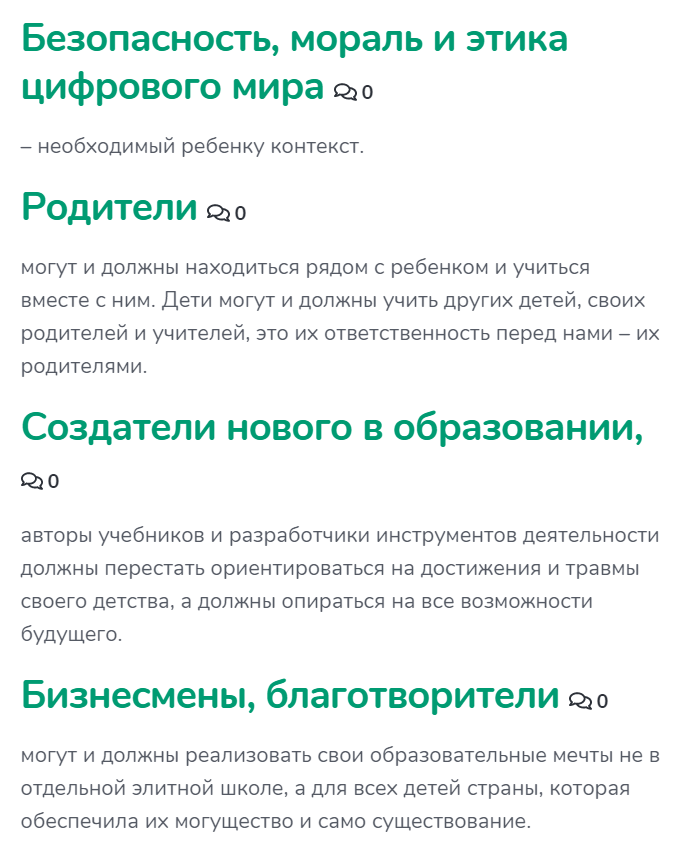 Безопасность, мораль и этика
цифрового мира 0
– необходимый ребенку контекст.
Родители 0
могут и должны находиться рядом с ребенком и учиться
вместе с ним. Дети могут и должны учить других детей, своих
родителей и учителей, это их ответственность перед нами – их
родителями.
Создатели нового в образовании,
0
авторы учебников и разработчики инструментов деятельности
должны перестать ориентироваться на достижения и травмы
своего детства, а должны опираться на все возможности
будущего.
Бизнесмены, благотворители 0
могут и должны реализовать свои образовательные мечты не в
отдельной элитной школе, а для всех детей страны, которая
обеспечила их могущество и само существование.